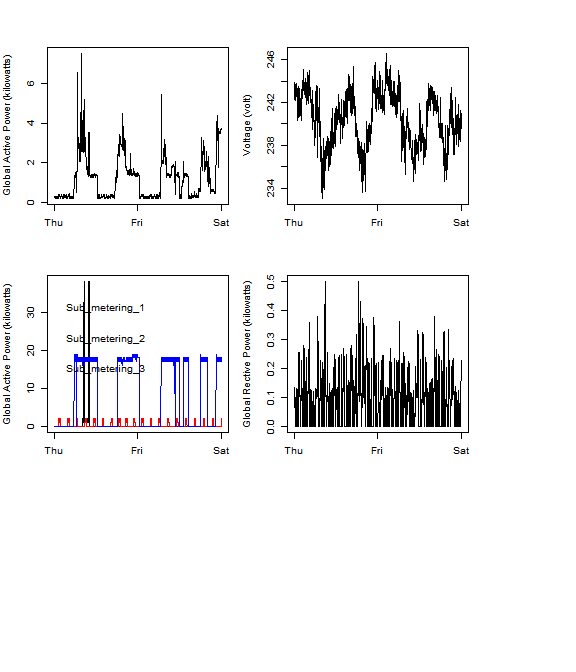 Global Active Power (kilowatts)
6
4
2
0
Thu Fri Sat
Voltage (volt)
246
242
238
234
Thu Fri Sat
Global Active Power (kilowatts)
30
20
10
0
Sub_metering_1
Sub_metering_2
Sub_metering_3
Thu Fri Sat
Global Rective Power (kilowatts)
0.5
0.4
0.3
0.2
0.1
0.0
Thu Fri Sat